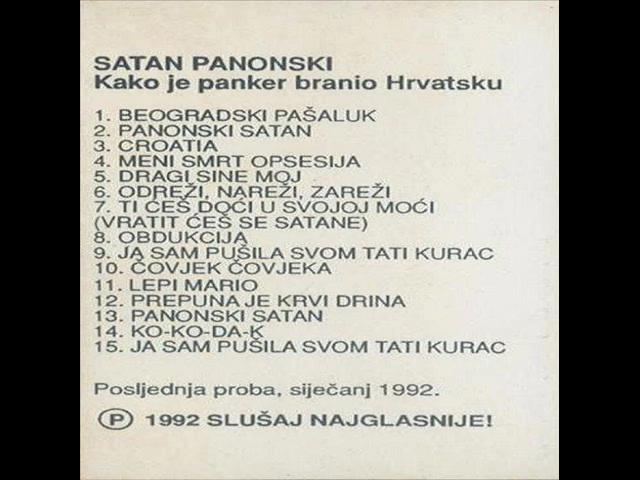 SATAN PANONSKI
Kako je panker branio Hrvatsku
1. BEOGRADSKI PAŠALUK
2. PANONSKI SATAN
3. CROATIA
4. MENI SMRT OPSESIJA
5. DRAGI SINE MOJ
6. ODREŽI, NAREŽI, ZAREŽI
7. TI ĆEŠ DOĆI U SVOJOJ MOĆI
(VRATIT ĆEŠ SE SATANE)
8. OBDUKCIJA
9. JA SAM PUŠILA SVOM TATI KURAC
10. ČOVJEK ČOVJEKA
11. LEPI MARIO
12. PREPUNA JE KRVI DRINA
13. PANONSKI SATAN
14. KO-KO-DA-K
15. JA SAM PUŠILA SVOM TATI KURAC
Posljednja proba, siječanj 1992.
Ⓟ 1992 SLUŠAJ NAJGLASNIJE!